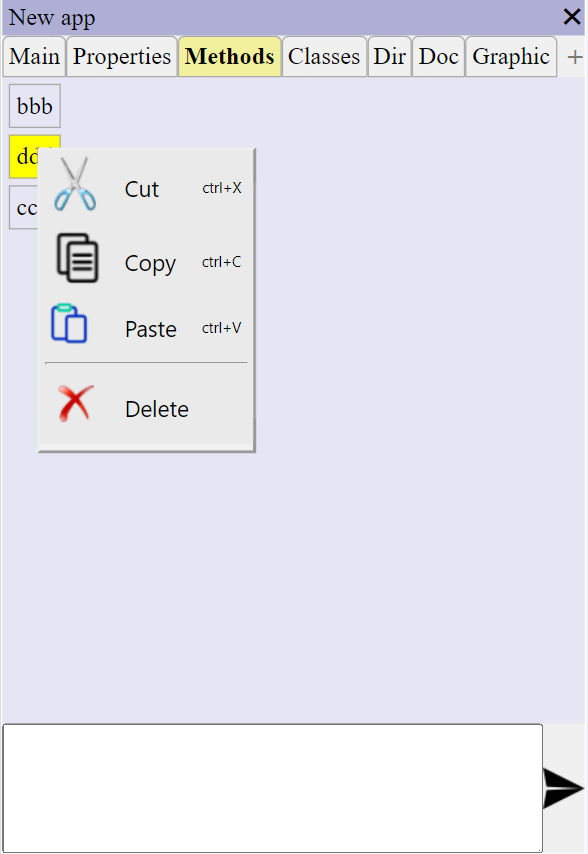 New app
Main Properties Methods Classes Dir Doc Graphic +
bbb
Cut ctrl+X
Copy ctrl+C
Paste ctrl+V
Delete